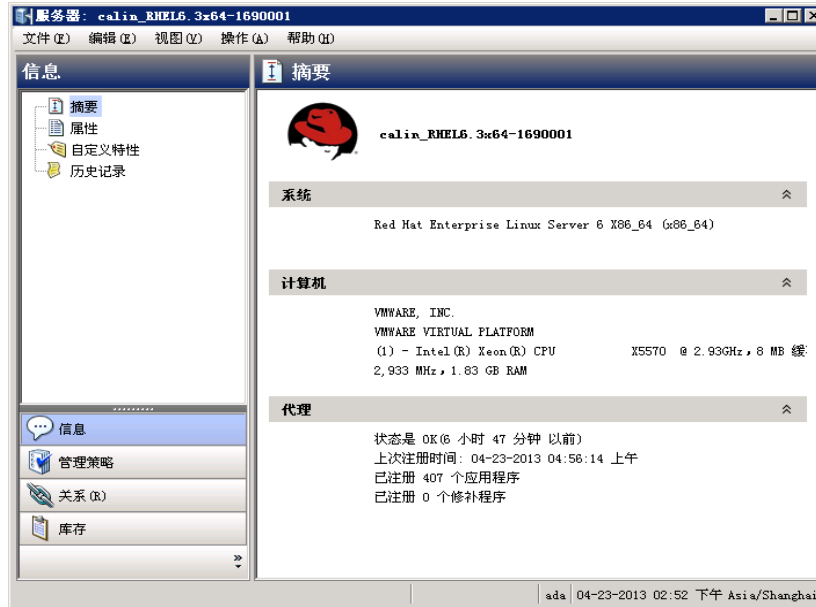 服务器: calin_RHEL6.3x64-1690001
文件(F) 编辑(E) 视图(V) 操作(A) 帮助(H)
信息
摘要
属性
自定义特性
历史记录
信息
管理策略
关系(R)
库存
摘要
calin_RHEL6.3x64-1690001
系统
Red Hat Enterprise Linux Server 6 X86_64 (x86_64)
计算机
VMWARE, INC.
VMWARE VIRTUAL PLATFORM
(1) - Intel(R) Xeon(R) CPU X5570 @ 2.93GHz, 8 MB 缓
2,933 MHz, 1.83 GB RAM
代理
状态是 OK(6 小时 47 分钟 以前)
上次注册时间: 04-23-2013 04:56:14 上午
已注册 407 个应用程序
已注册 0 个修补程序
ada 04-23-2013 02:52 下午 Asia/Shanghai